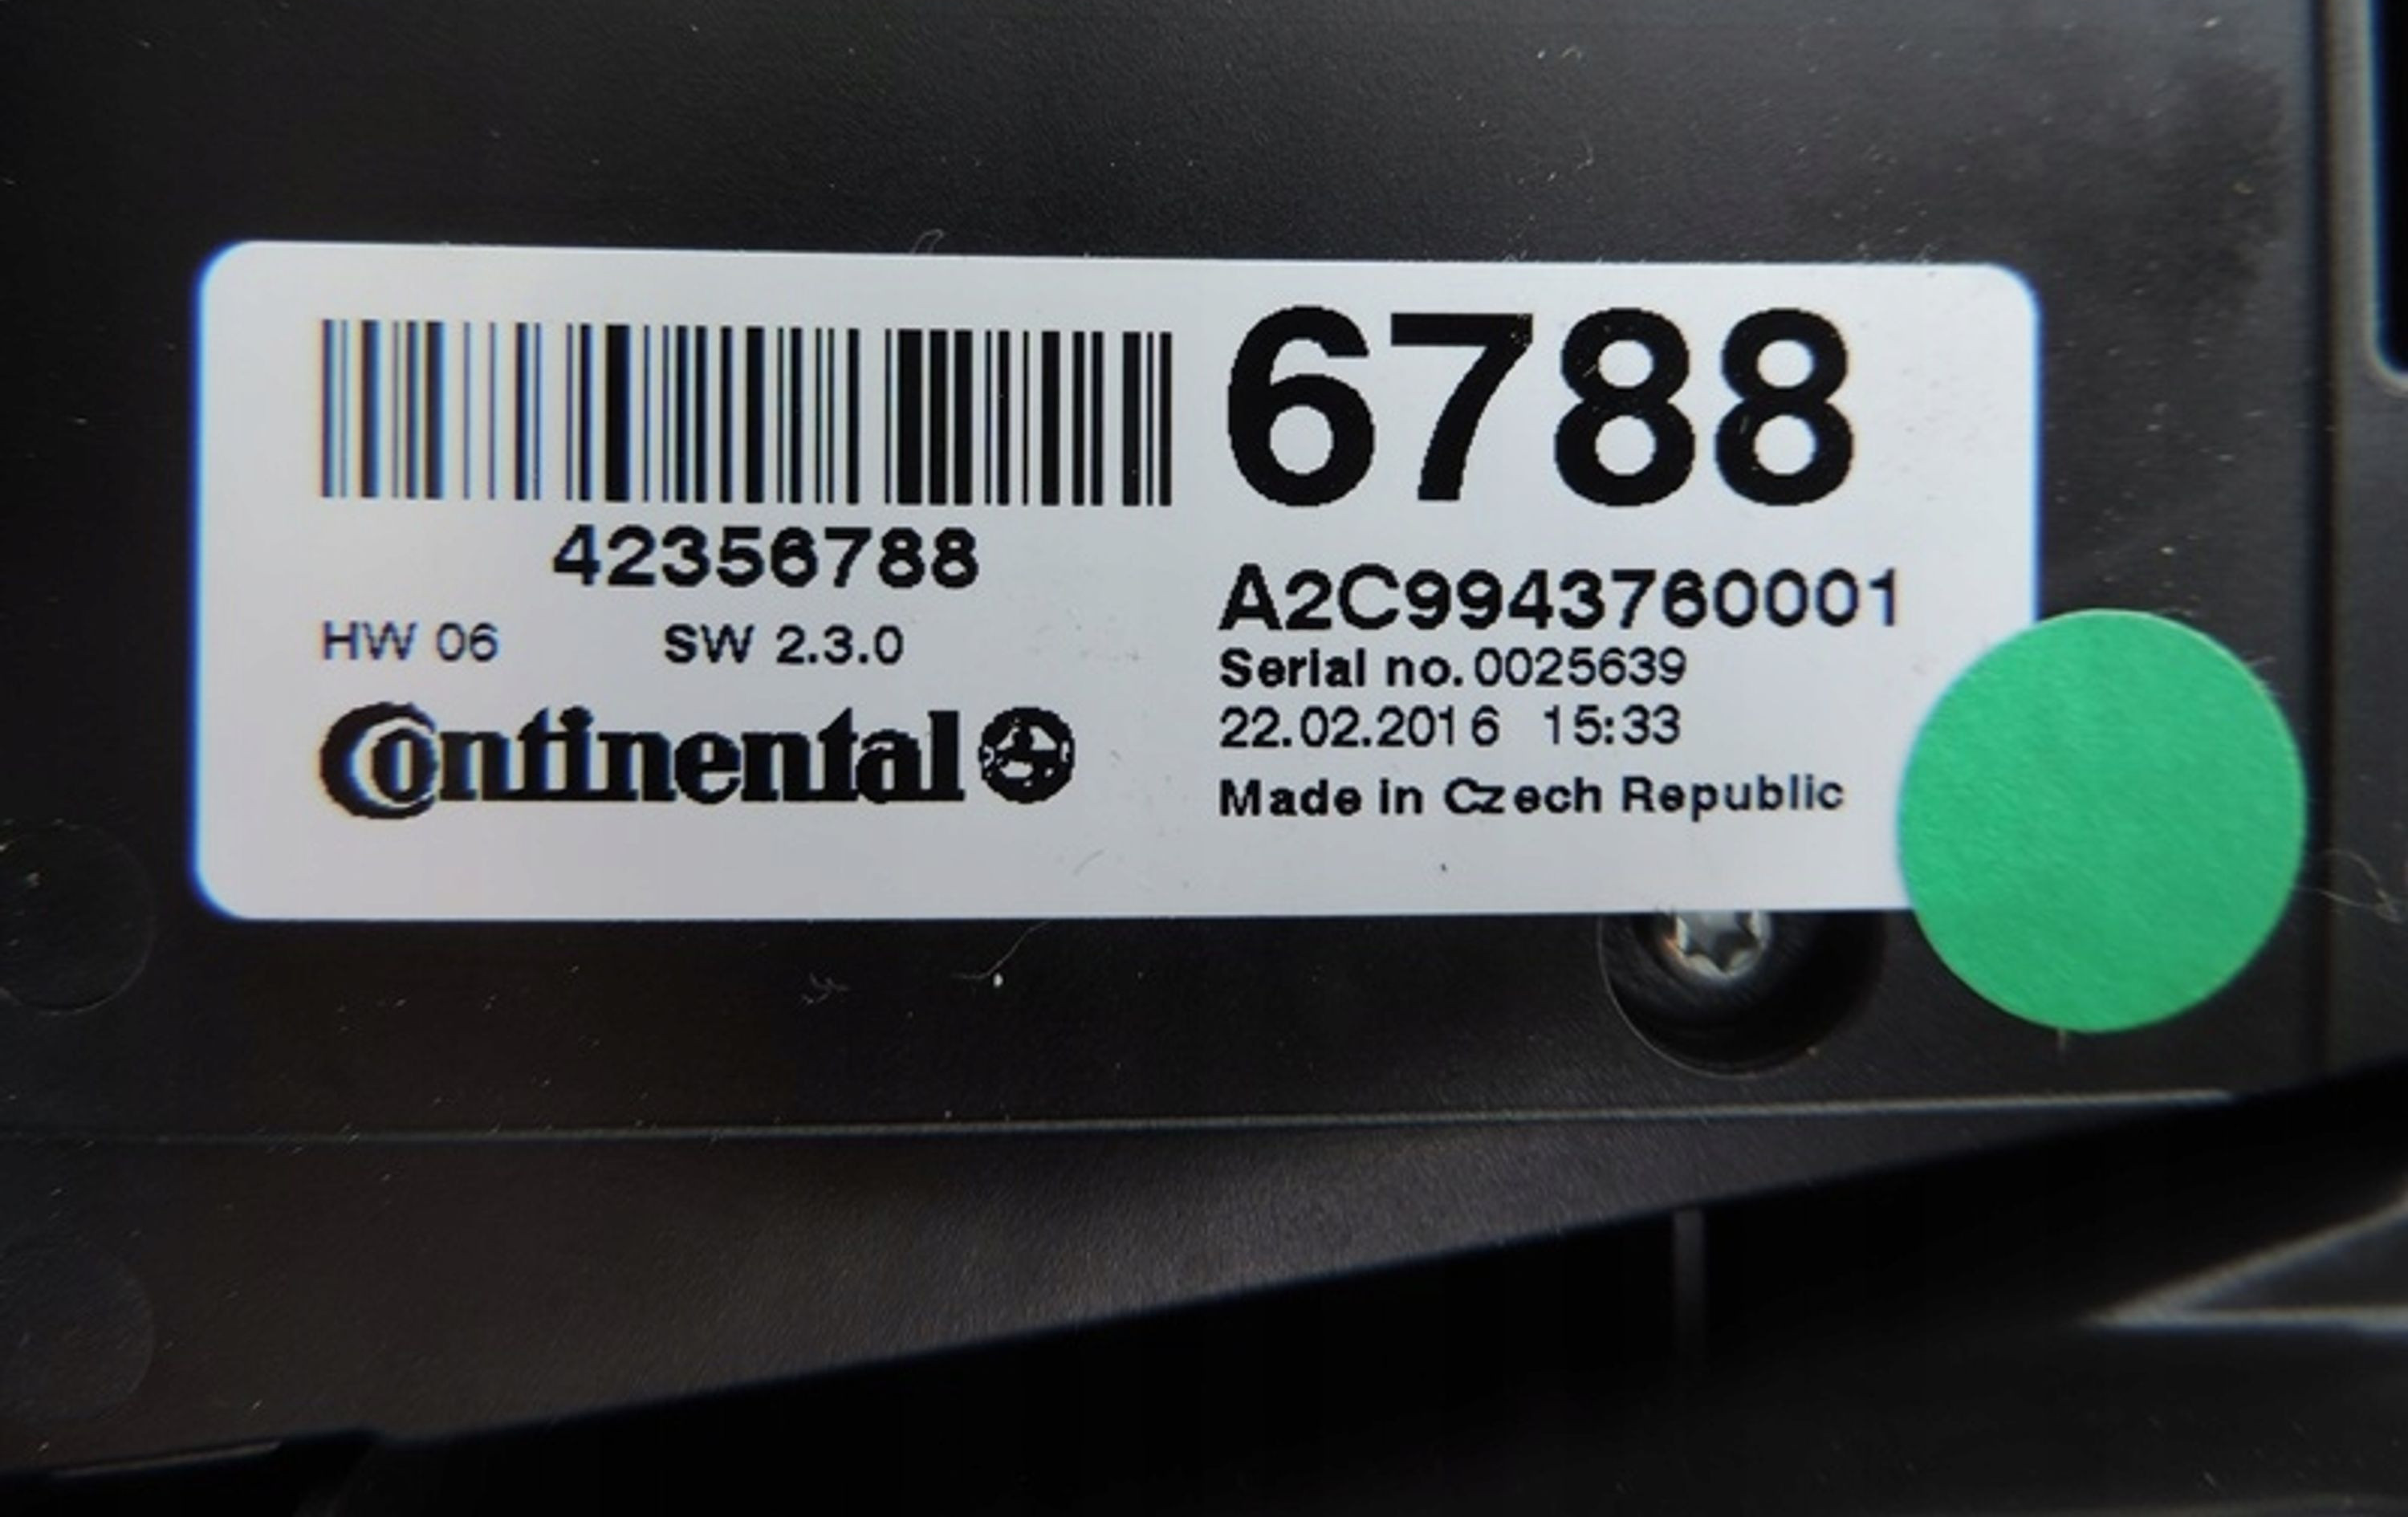 6788
42356788
A2C9943760001
HW 06 SW 2.3.0
Serial no.0025639
22.02.2016 15:33
Continental
Made in Czech Republic